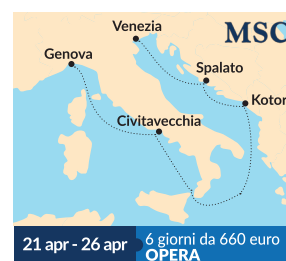 Venezia
MSC
Genova
Spalato
Kotor
Civitavecchia
21 apr - 26 apr
6 giorni da 660 euro
OPERA